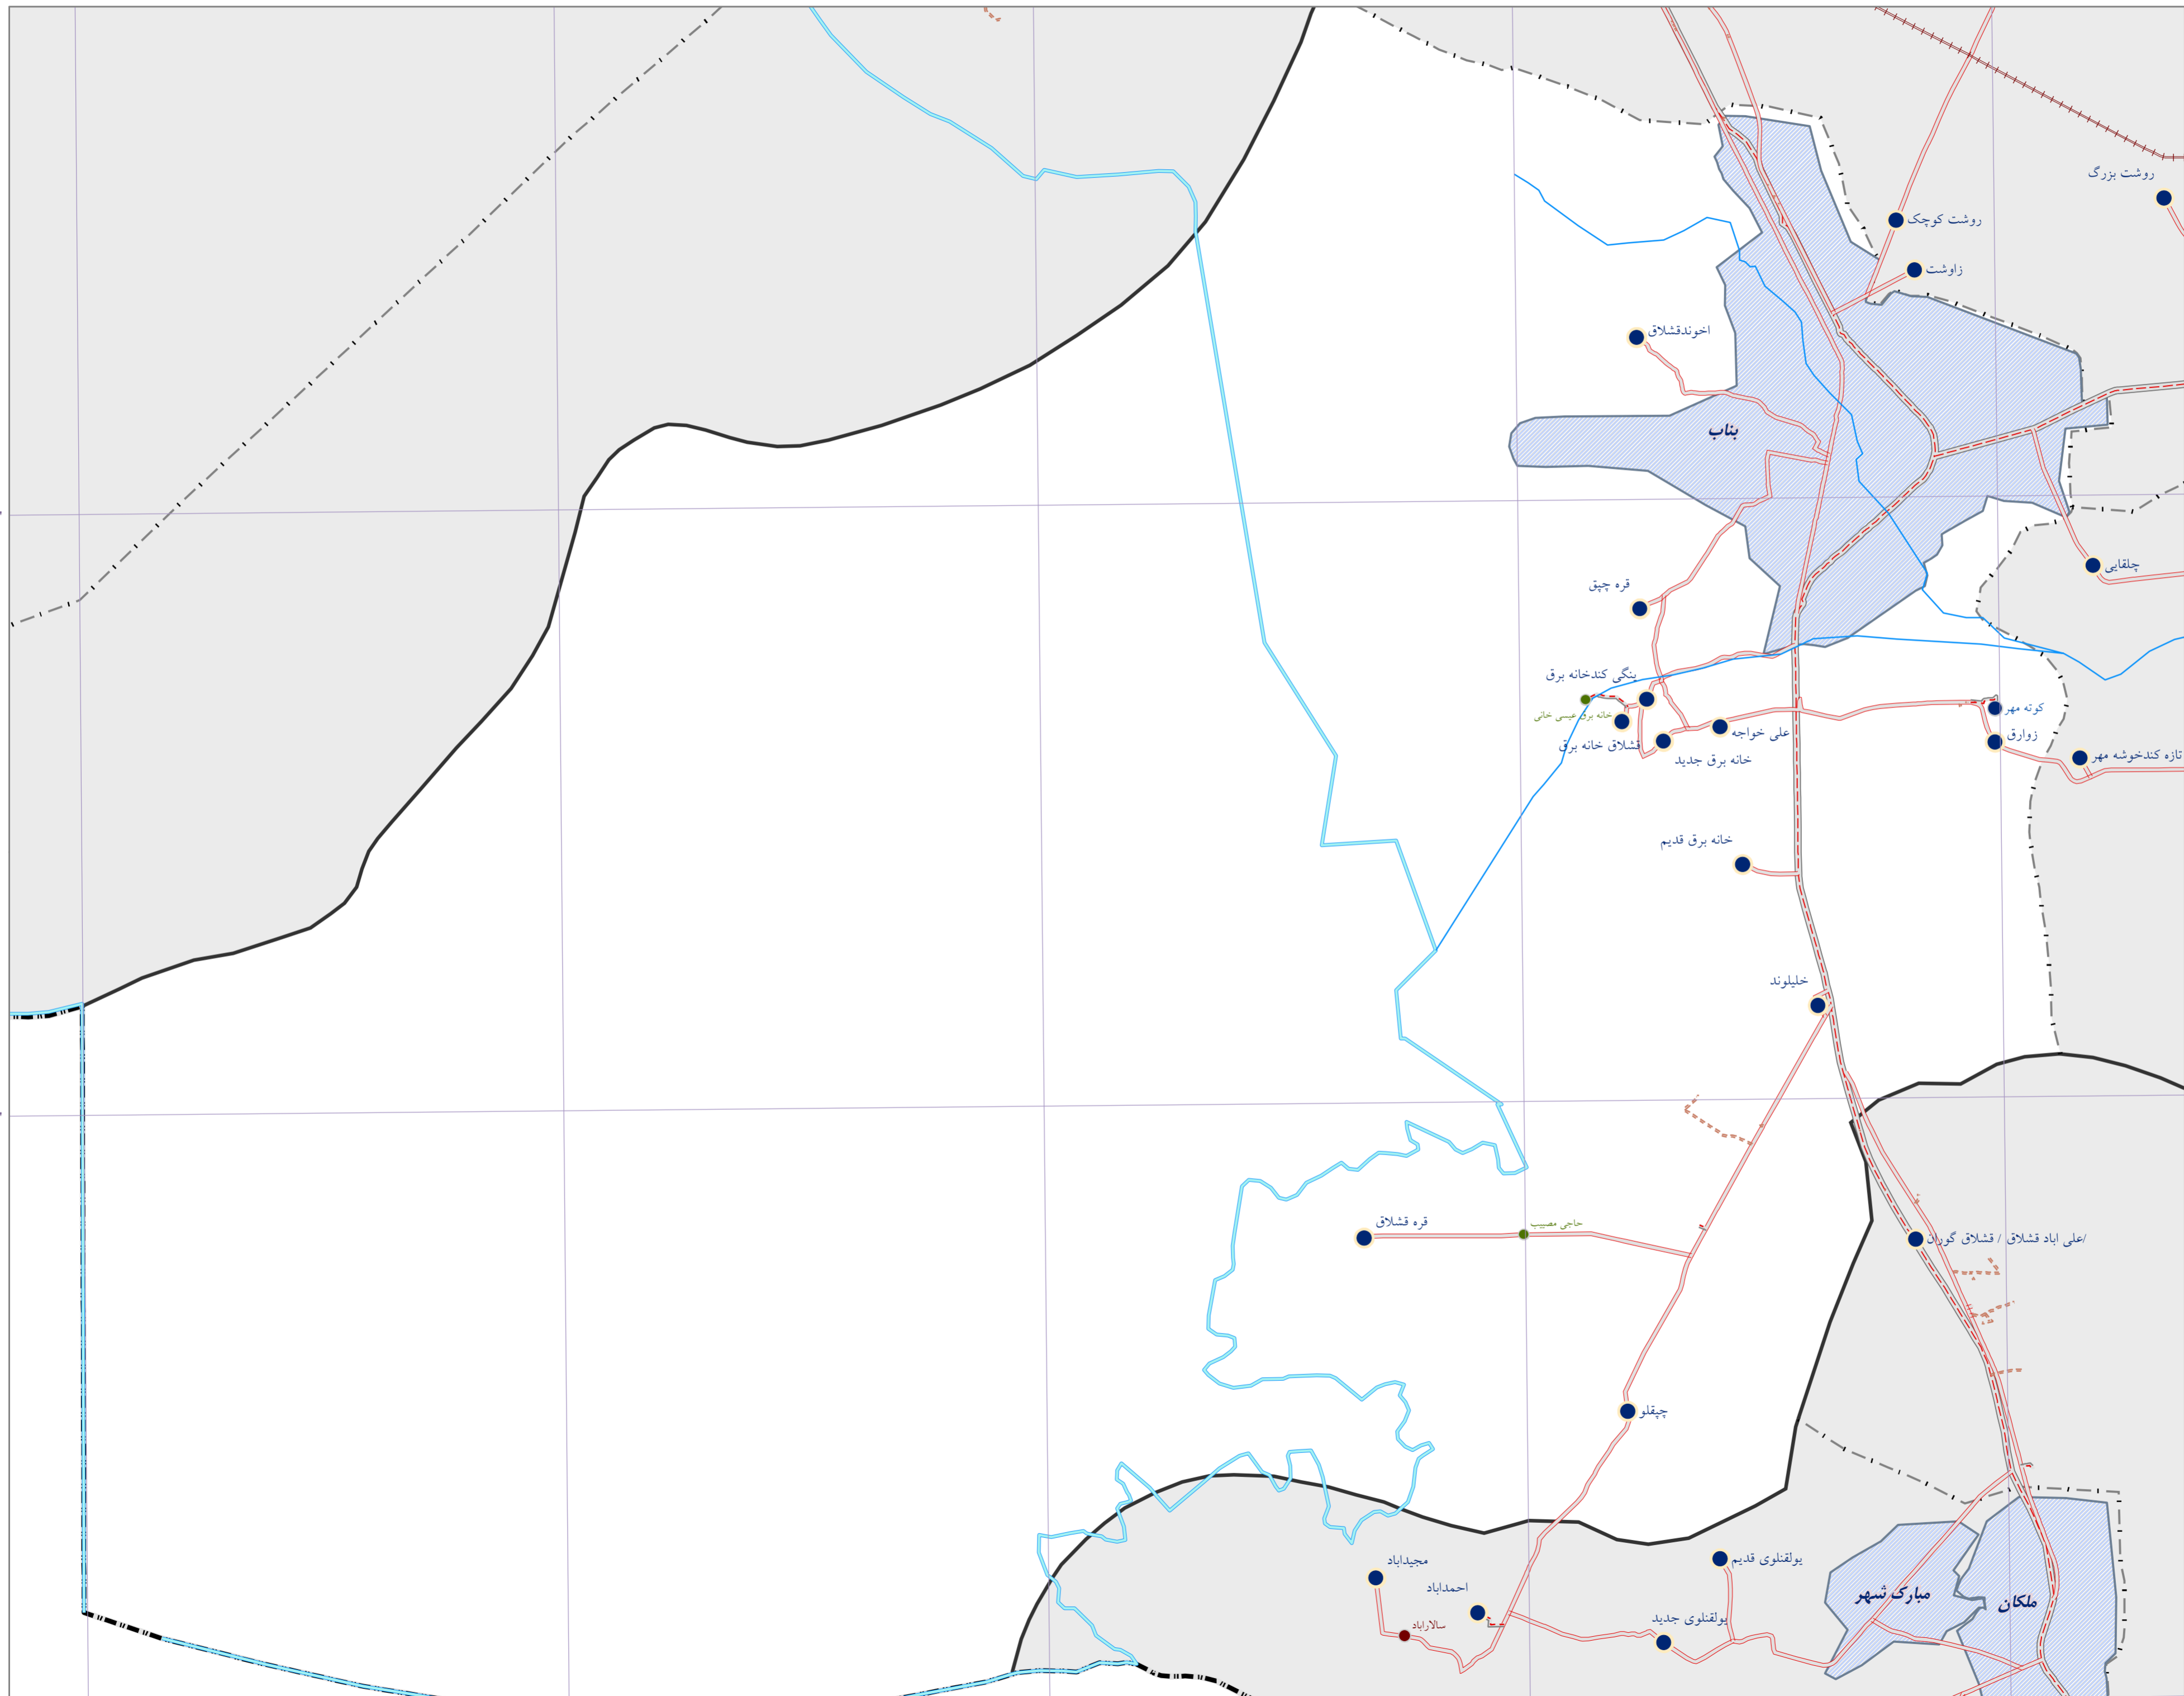 روشت بزرگ
روشت کوچک
زاوشت
اخوندقشلاق
بناب
چلقایی
قره چپق
ینگی کندخانه برق
کوته مهر
خانه برق عیسی خانی
علی خواجه
زوارق
قشلاق خانه برق
خانه برق جدید
تازه کندخوشه مهر
خانه برق قدیم
خلیلوند
قره قشلاق
حاجی مصیب
علی اباد قشلاق / قشلاق گوران/
چپقلو
مجیداباد
یولقنلوی قدیم
احمداباد
مبارک شهر
ملکان
سالاراباد
یولقنلوی جدید